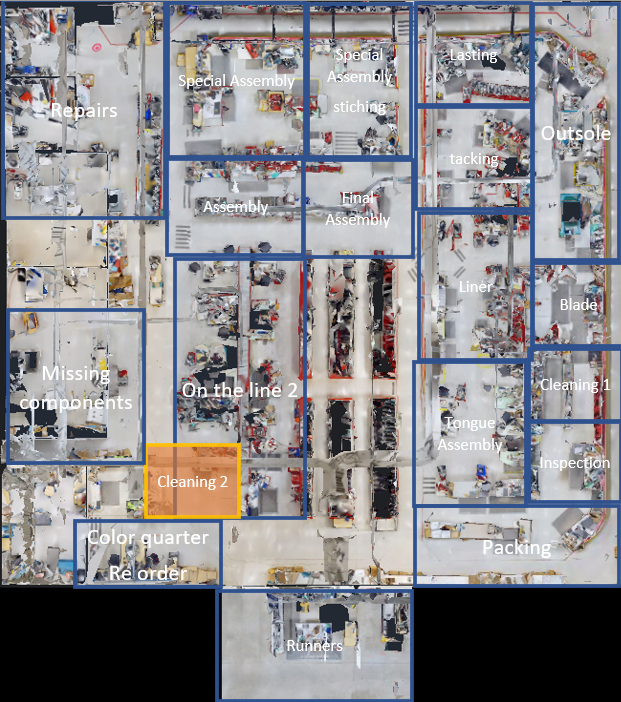 Repairs
Special Assembly
Special
Assembly
stiching
Lasting
Outsole
tacking
Assembly
Final
Assembly
Liner
Blade
Missing
components
On the line 2
Cleaning 1
Tongue
Assembly
Inspection
Cleaning 2
Color quarter
Re order
Packing
Runners